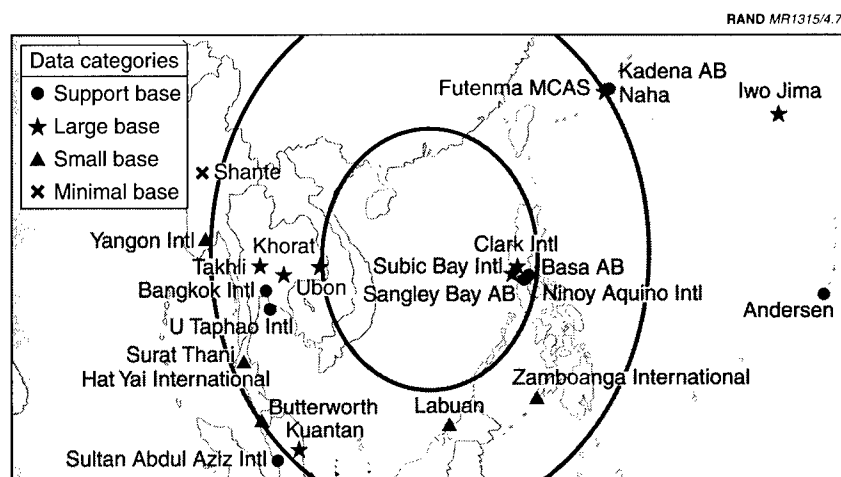 RAND MR1315/4.7
Data categories
Support base
Large base
Small base
Minimal base
Futenma MCAS
Kadena AB
Naha
Iwo Jima
Shante
Yangon Intl
Khorat
Takhli
Bangkok Intl
Ubon
U Taphao Intl
Surat Thani
Hat Yai International
Clark Intl
Subic Bay Intl
Basa AB
Sangley Bay AB
Ninoy Aquino Intl
Andersen
Zamboanga International
Butterworth
Kuantan
Labuan
Sultan Abdul Aziz Intl